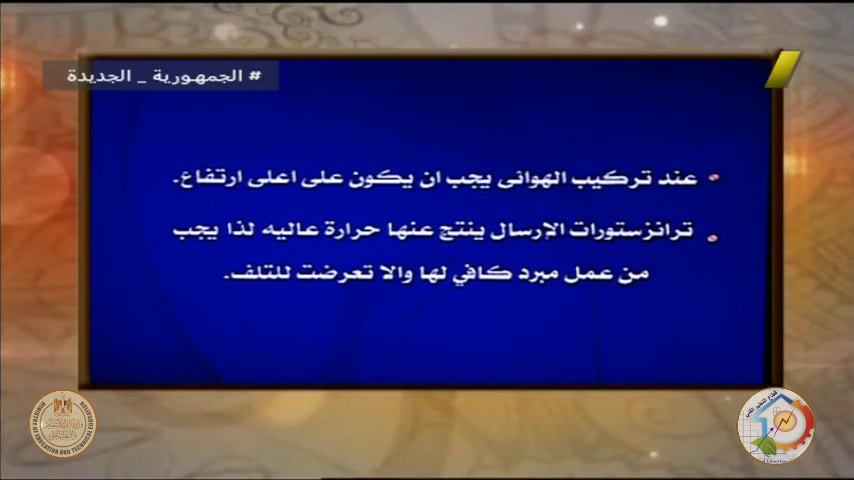 # الجمهورية _ الجديدة
عند تركيب الهوائى يجب ان يكون على اعلى ارتفاع.
ترانزستورات الإرسال ينتج عنها حرارة عاليه لذا يجب
من عمل مبرد كافي لها والا تعرضت للتلف.